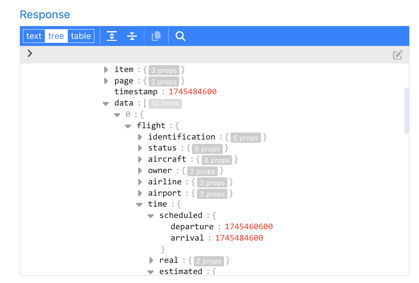 Response
text tree table
item : { 3 props }
page : { 2 props }
timestamp : 1745484600
data : [ 10 items ]
0 : {
flight : {
identification : { 5 props }
status : { 6 props }
aircraft : { 8 props }
owner : { 3 props }
airline : { 3 props }
airport : { 3 props }
time : {
scheduled : {
departure : 1745460600
arrival : 1745484600
}
real : { 2 props }
estimated : {